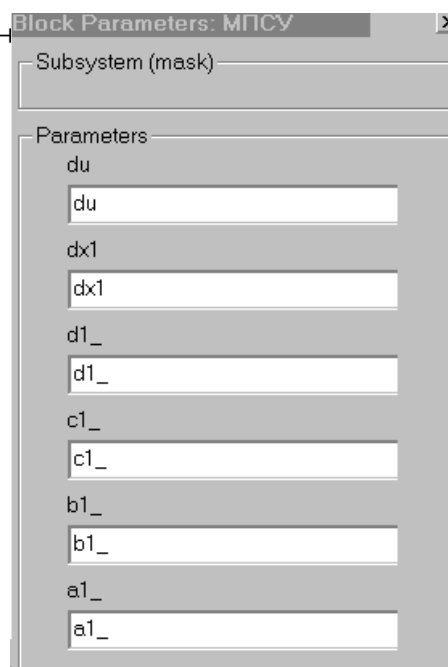 Block Parameters: МПСУ
Subsystem (mask)
Parameters
du
du
dx1
dx1
d1_
d1_
c1_
c1_
b1_
b1_
a1_
a1_